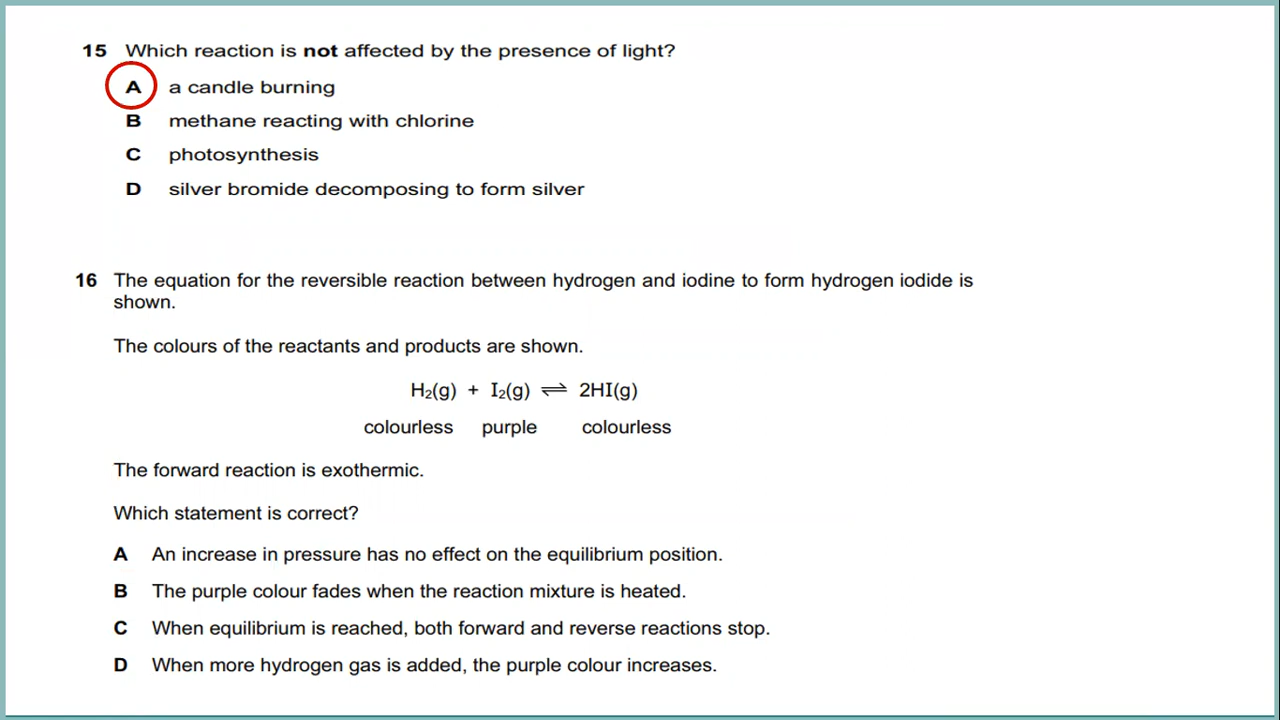 15 Which reaction is not affected by the presence of light?
A a candle burning
B methane reacting with chlorine
C photosynthesis
D silver bromide decomposing to form silver
16 The equation for the reversible reaction between hydrogen and iodine to form hydrogen iodide is
shown.
The colours of the reactants and products are shown.
H₂(g) + I₂(g) ⇌ 2HI(g)
colourless purple colourless
The forward reaction is exothermic.
Which statement is correct?
A An increase in pressure has no effect on the equilibrium position.
B The purple colour fades when the reaction mixture is heated.
C When equilibrium is reached, both forward and reverse reactions stop.
D When more hydrogen gas is added, the purple colour increases.